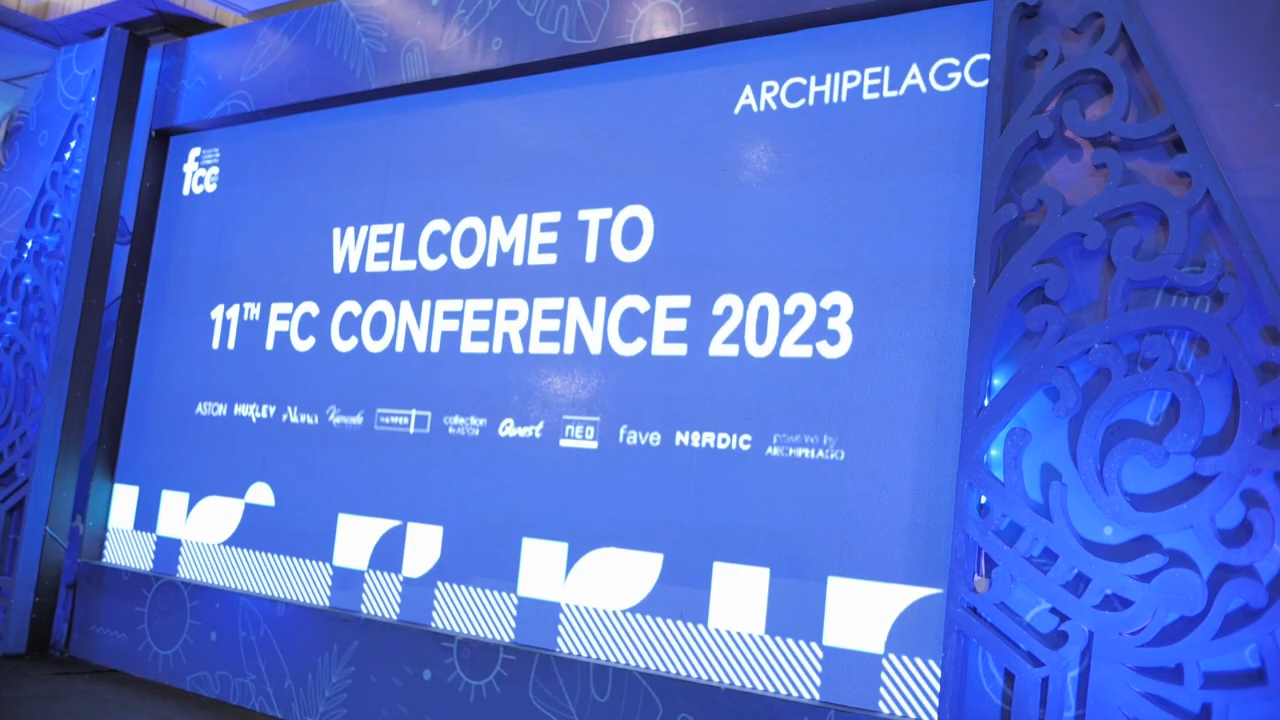 ARCHIPELAGO
fcc
WELCOME TO
11TH FC CONFERENCE 2023
ASTON HUXLEY Alana Kamuela HARPER collection by ASTON Quest neo fave NORDIC powered by ARCHIPELAGO